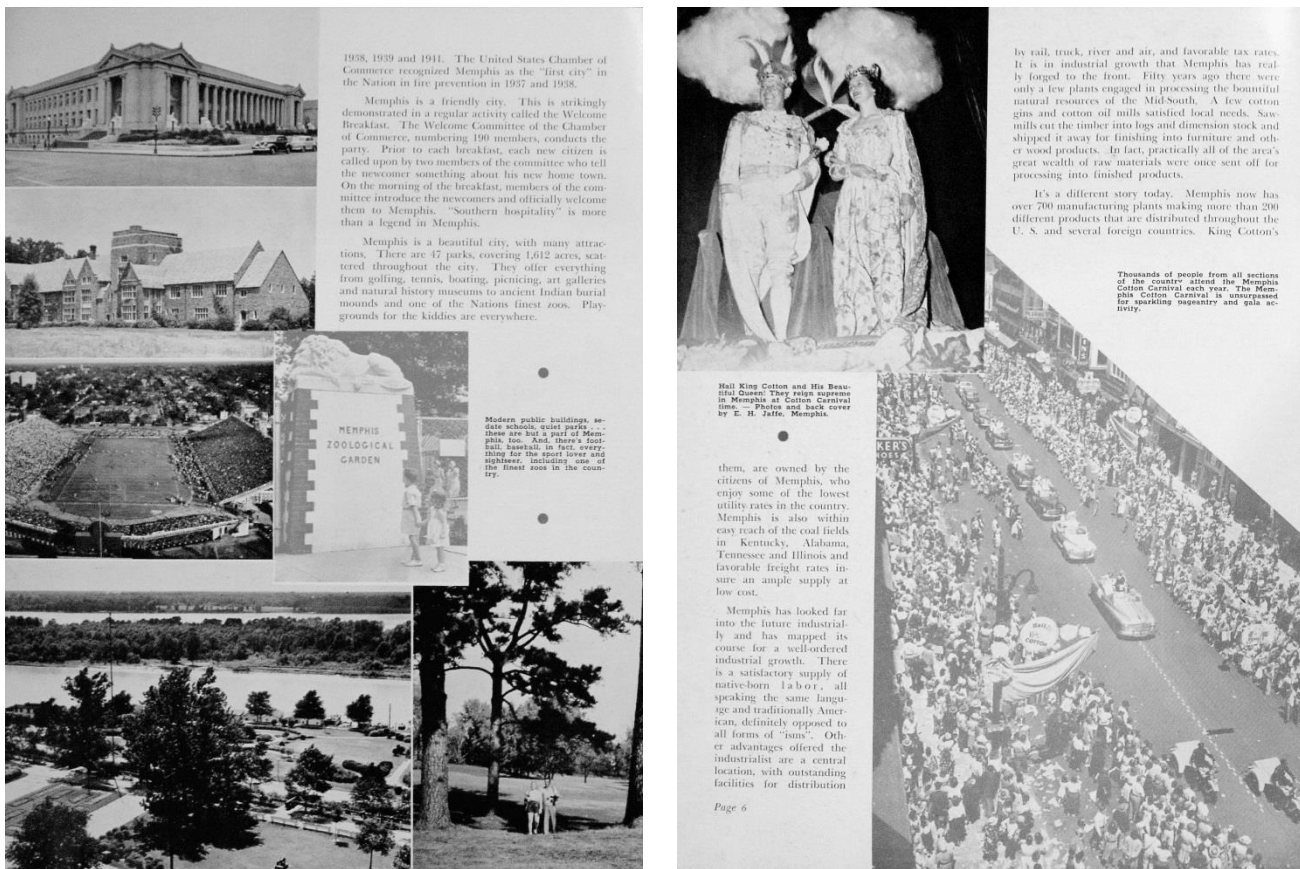 1938, 1939 and 1941. The United States Chamber of
Commerce recognized Memphis as the "first city" in
the Nation in fire prevention in 1937 and 1938.
Memphis is a friendly city. This is strikingly
demonstrated in a regular activity called the Welcome
Breakfast. The Welcome Committee of the Chamber
of Commerce, numbering 190 members, conducts the
party. Prior to each breakfast, each new citizen is
called upon by two members of the committee who tell
the newcomer something about his new home town.
On the morning of the breakfast, members of the com-
mittee introduce the newcomers and officially welcome
them to Memphis. "Southern hospitality" is more
than a legend in Memphis.
Memphis is a beautiful city, with many attrac-
tions. There are 47 parks, covering 1,612 acres, scat-
tered throughout the city. They offer everything
from golfing, tennis, boating, picnicing, art galleries
and natural history museums to ancient Indian burial
mounds and one of the Nations finest zoos. Play-
grounds for the kiddies are everywhere.
MEMPHIS
ZOOLOGICAL
GARDEN
Modern public buildings, se-
date schools, quiet parks . . .
these are but a part of Mem-
phis, too. And, there's foot-
ball, baseball, in fact, every-
thing for the sport lover and
sightseer, including one of
the finest zoos in the coun-
try.
Hail King Cotton and His Beau-
tiful Queen! They reign supreme
in Memphis at Cotton Carnival
time. — Photos and back cover
by E. H. Jaffe, Memphis.
them, are owned by the
citizens of Memphis, who
enjoy some of the lowest
utility rates in the country.
Memphis is also within
easy reach of the coal fields
in Kentucky, Alabama,
Tennessee and Illinois and
favorable freight rates in-
sure an ample supply at
low cost.
Memphis has looked far
into the future industrial-
ly and has mapped its
course for a well-ordered
industrial growth. There
is a satisfactory supply of
native-born labor, all
speaking the same langu-
age and traditionally Amer-
ican, definitely opposed to
all forms of "isms". Oth-
er advantages offered the
industrialist are a central
location, with outstanding
facilities for distribution
Page 6
by rail, truck, river and air, and favorable tax rates.
It is in industrial growth that Memphis has real-
ly forged to the front. Fifty years ago there were
only a few plants engaged in processing the bountiful
natural resources of the Mid-South. A few cotton
gins and cotton oil mills satisfied local needs. Saw-
mills cut the timber into logs and dimension stock and
shipped it away for finishing into furniture and oth-
er wood products. In fact, practically all of the area's
great wealth of raw materials were once sent off for
processing into finished products.
It's a different story today. Memphis now has
over 700 manufacturing plants making more than 200
different products that are distributed throughout the
U. S. and several foreign countries. King Cotton's
Thousands of people from all sections
of the country attend the Memphis
Cotton Carnival each year. The Mem-
phis Cotton Carnival is unsurpassed
for sparkling pageantry and gala ac-
tivity.
KER'S
HOES
Hail!
COTTON